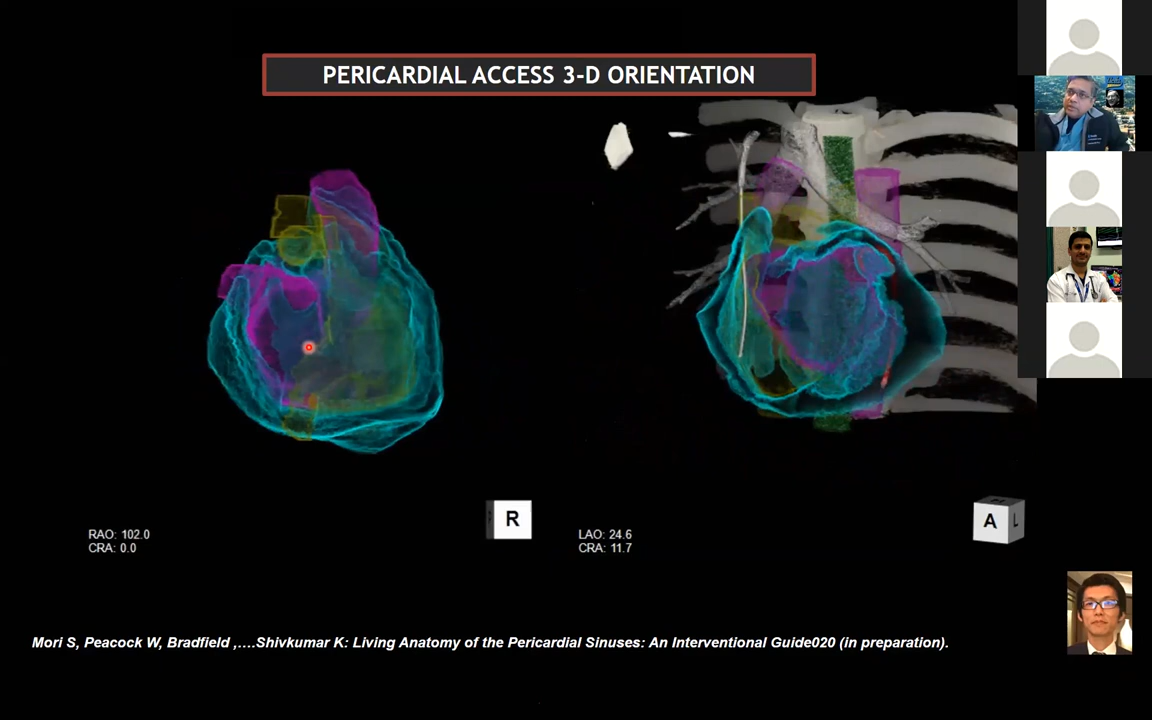 PERICARDIAL ACCESS 3-D ORIENTATION
R
RAO: 102.0
CRA: 0.0
A
L
LAO: 24.6
CRA: 11.7
Mori S, Peacock W, Bradfield ,....Shivkumar K: Living Anatomy of the Pericardial Sinuses: An Interventional Guide020 (in preparation).